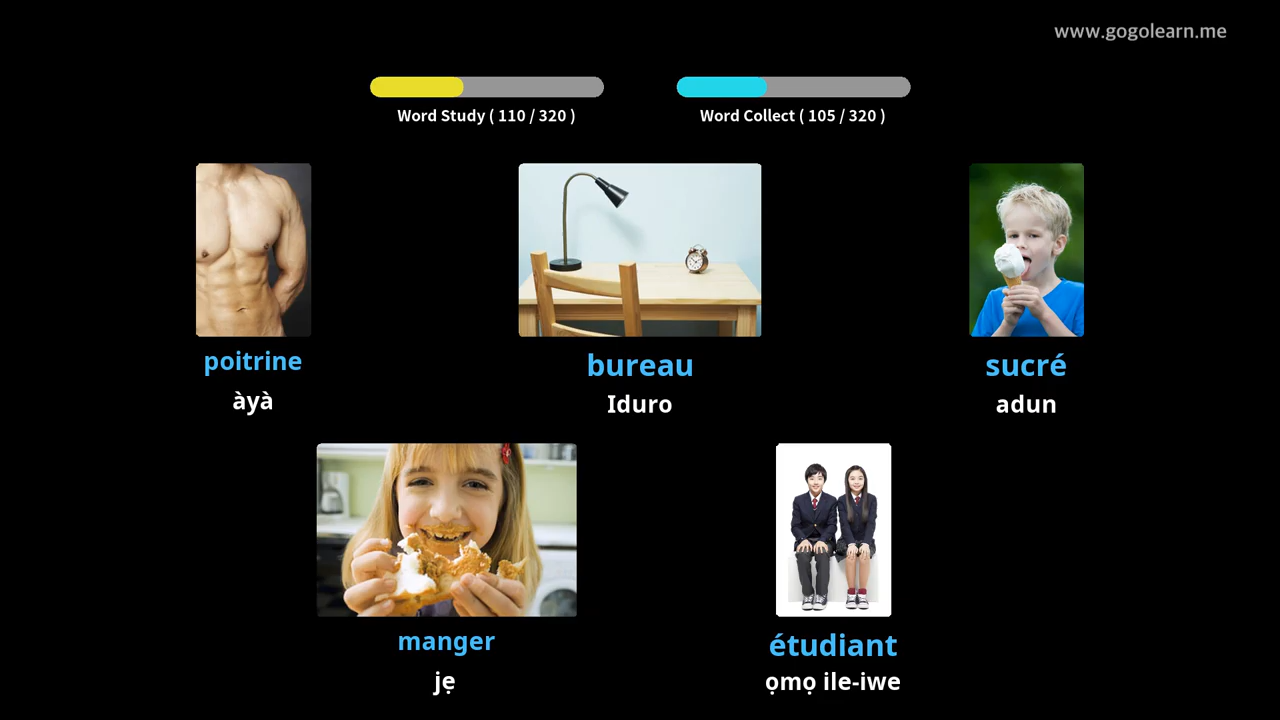 www.gogolearn.me
Word Study ( 110 / 320 )
Word Collect ( 105 / 320 )
poitrine
àyà
bureau
Iduro
sucré
adun
manger
jẹ
étudiant
ọmọ ile-iwe